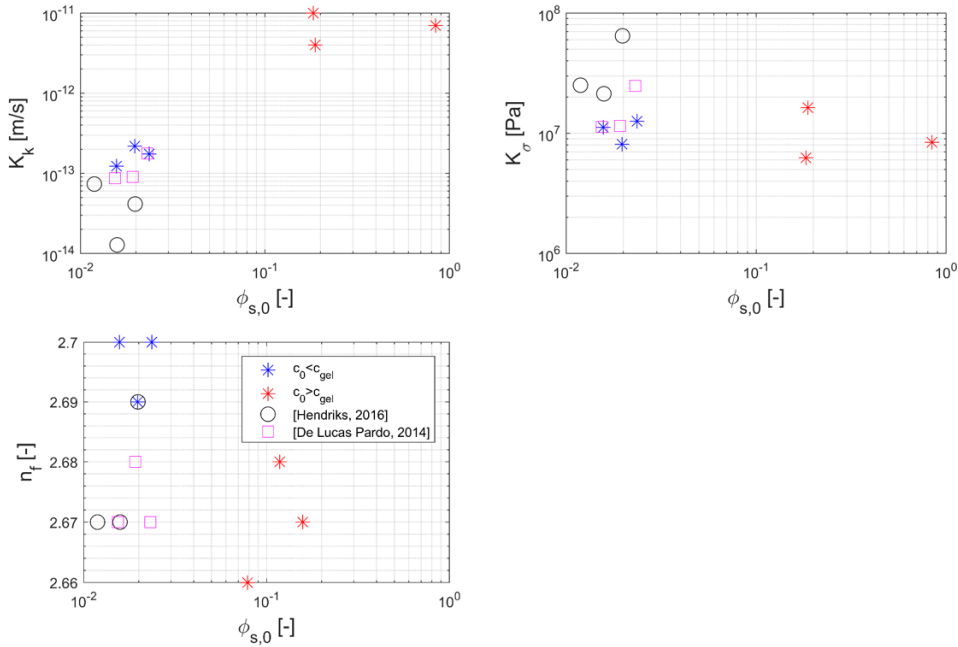 10^-11
10^-12
10^-13
10^-14
K_k [m/s]
10^-2
10^-1
10^0
ϕ_s,0 [-]
10^8
10^7
10^6
K_σ [Pa]
10^-2
10^-1
10^0
ϕ_s,0 [-]
2.7
2.69
2.68
2.67
2.66
n_f [-]
c_0<c_gel
c_0>c_gel
[Hendriks, 2016]
[De Lucas Pardo, 2014]
10^-2
10^-1
10^0
ϕ_s,0 [-]